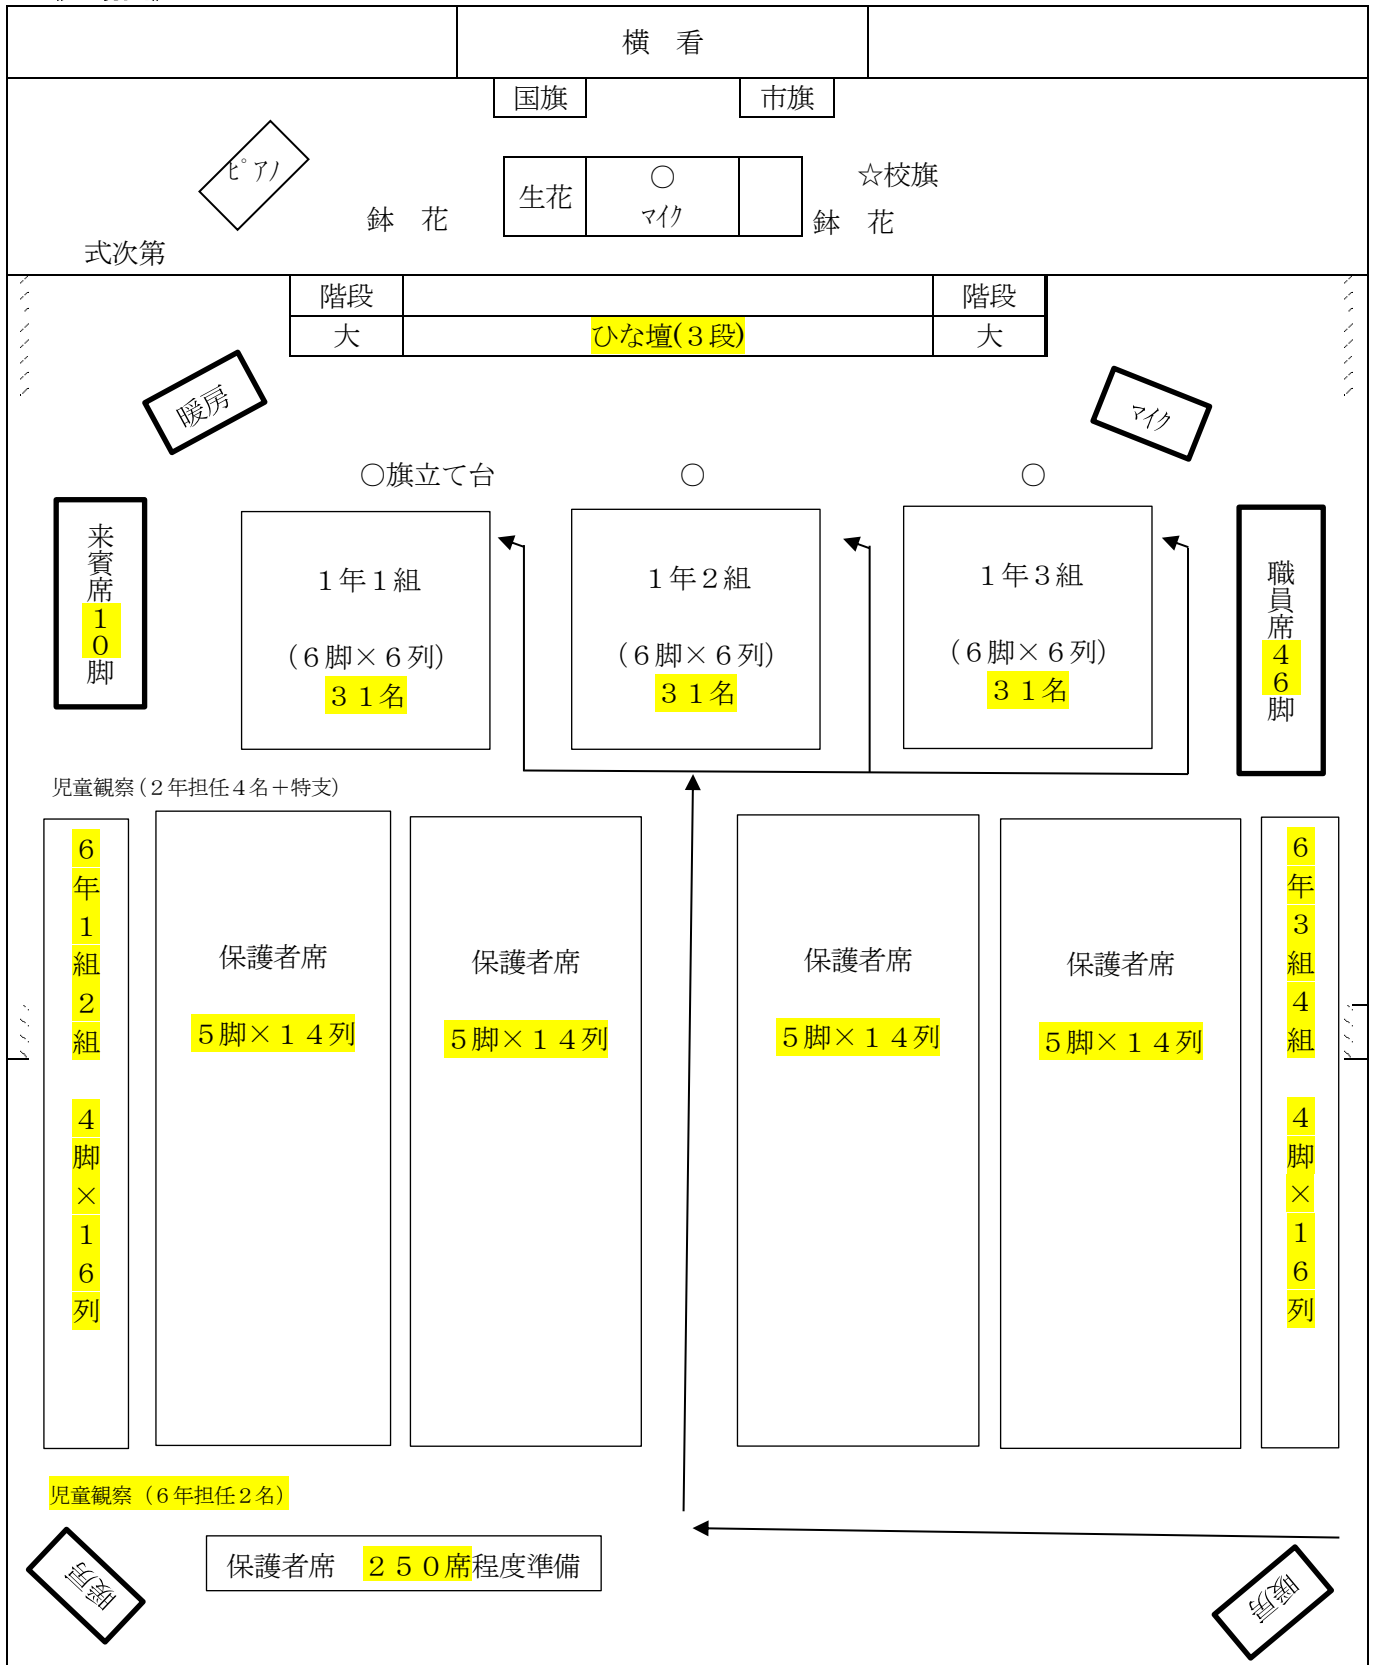 横　看
国旗
市旗
ピアノ
生花
○
マイク
☆校旗
鉢　花
鉢　花
式次第
階段
階段
大
ひな壇(３段)
大
暖房
マイク
○旗立て台
○
○
来賓席１０脚
１年１組
（６脚×６列）
３１名
１年２組
（６脚×６列）
３１名
１年３組
（６脚×６列）
３１名
職員席４６脚
児童観察（２年担任４名＋特支）
６年１組２組　４脚×１６列
保護者席
５脚×１４列
保護者席
５脚×１４列
保護者席
５脚×１４列
保護者席
５脚×１４列
６年３組４組　４脚×１６列
児童観察（６年担任２名）
暖房
保護者席　２５０席程度準備
暖房